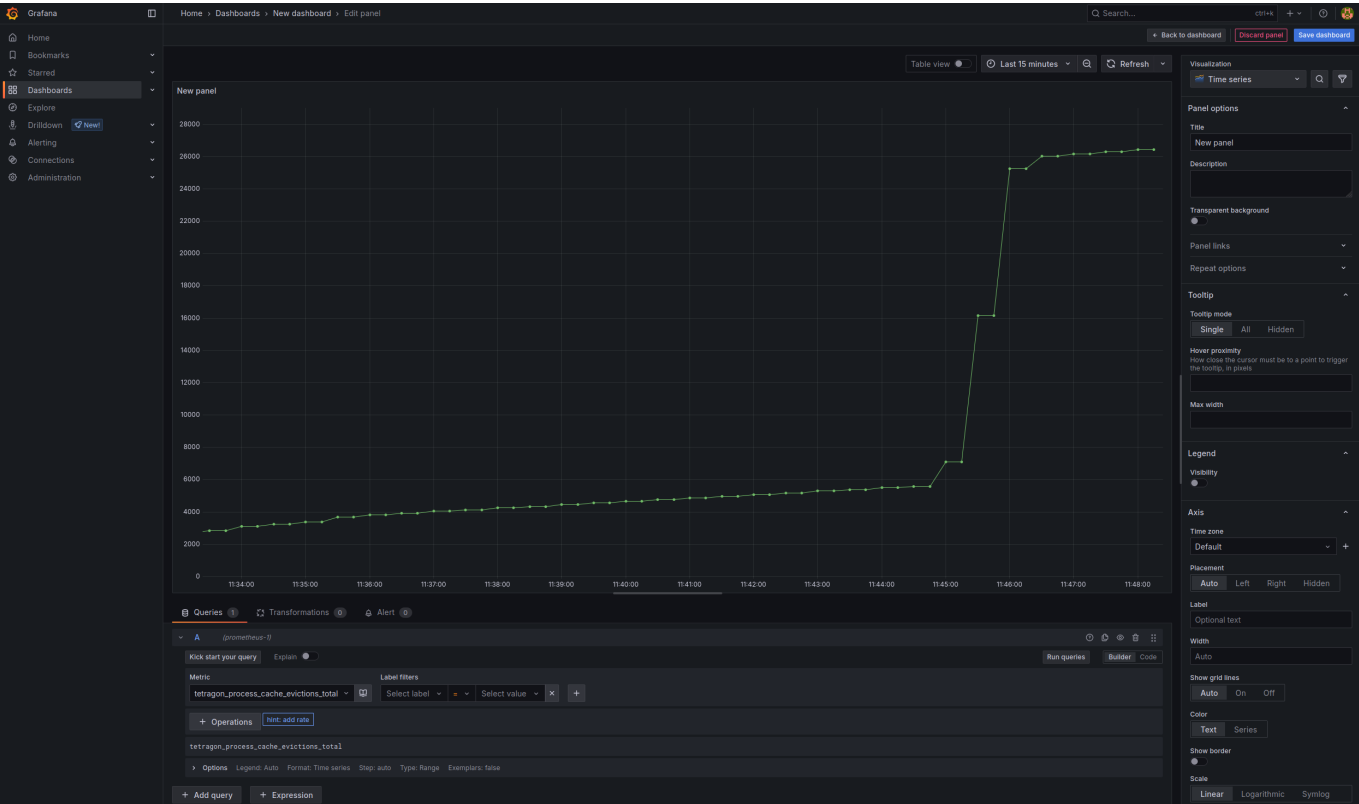 Grafana
Home › Dashboards › New dashboard › Edit panel
Search...
ctrl+k
Back to dashboard
Discard panel
Save dashboard
Home
Bookmarks
Starred
Dashboards
Explore
Drilldown
New!
Alerting
Connections
Administration
Table view
Last 15 minutes
Refresh
New panel
28000
26000
24000
22000
20000
18000
16000
14000
12000
10000
8000
6000
4000
2000
0
11:34:00 11:35:00 11:36:00 11:37:00 11:38:00 11:39:00 11:40:00 11:41:00 11:42:00 11:43:00 11:44:00 11:45:00 11:46:00 11:47:00 11:48:00
Queries 1
Transformations 0
Alert 0
A (prometheus-1)
Kick start your query
Explain
Run queries
Builder Code
Metric
Label filters
tetragon_process_cache_evictions_total
Select label = Select value
+ Operations
hint: add rate
tetragon_process_cache_evictions_total
› Options Legend: Auto Format: Time series Step: auto Type: Range Exemplars: false
+ Add query
+ Expression
Visualization
Time series
Panel options
Title
New panel
Description
Transparent background
Panel links
Repeat options
Tooltip
Tooltip mode
Single All Hidden
Hover proximity
How close the cursor must be to a point to trigger
the tooltip, in pixels
Max width
Legend
Visibility
Axis
Time zone
Default
Placement
Auto Left Right Hidden
Label
Optional text
Width
Auto
Show grid lines
Auto On Off
Color
Text Series
Show border
Scale
Linear Logarithmic Symlog